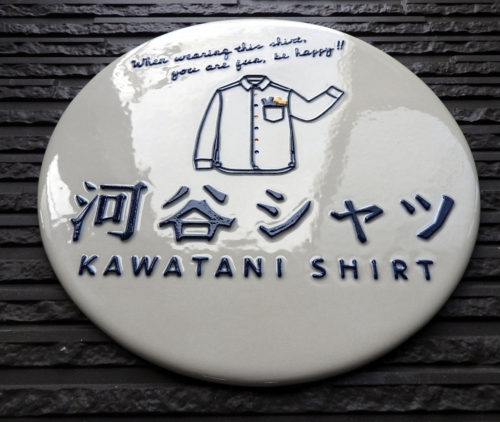 When wearing this shirt,
you are fun, be happy!!
河谷シャツ
KAWATANI SHIRT